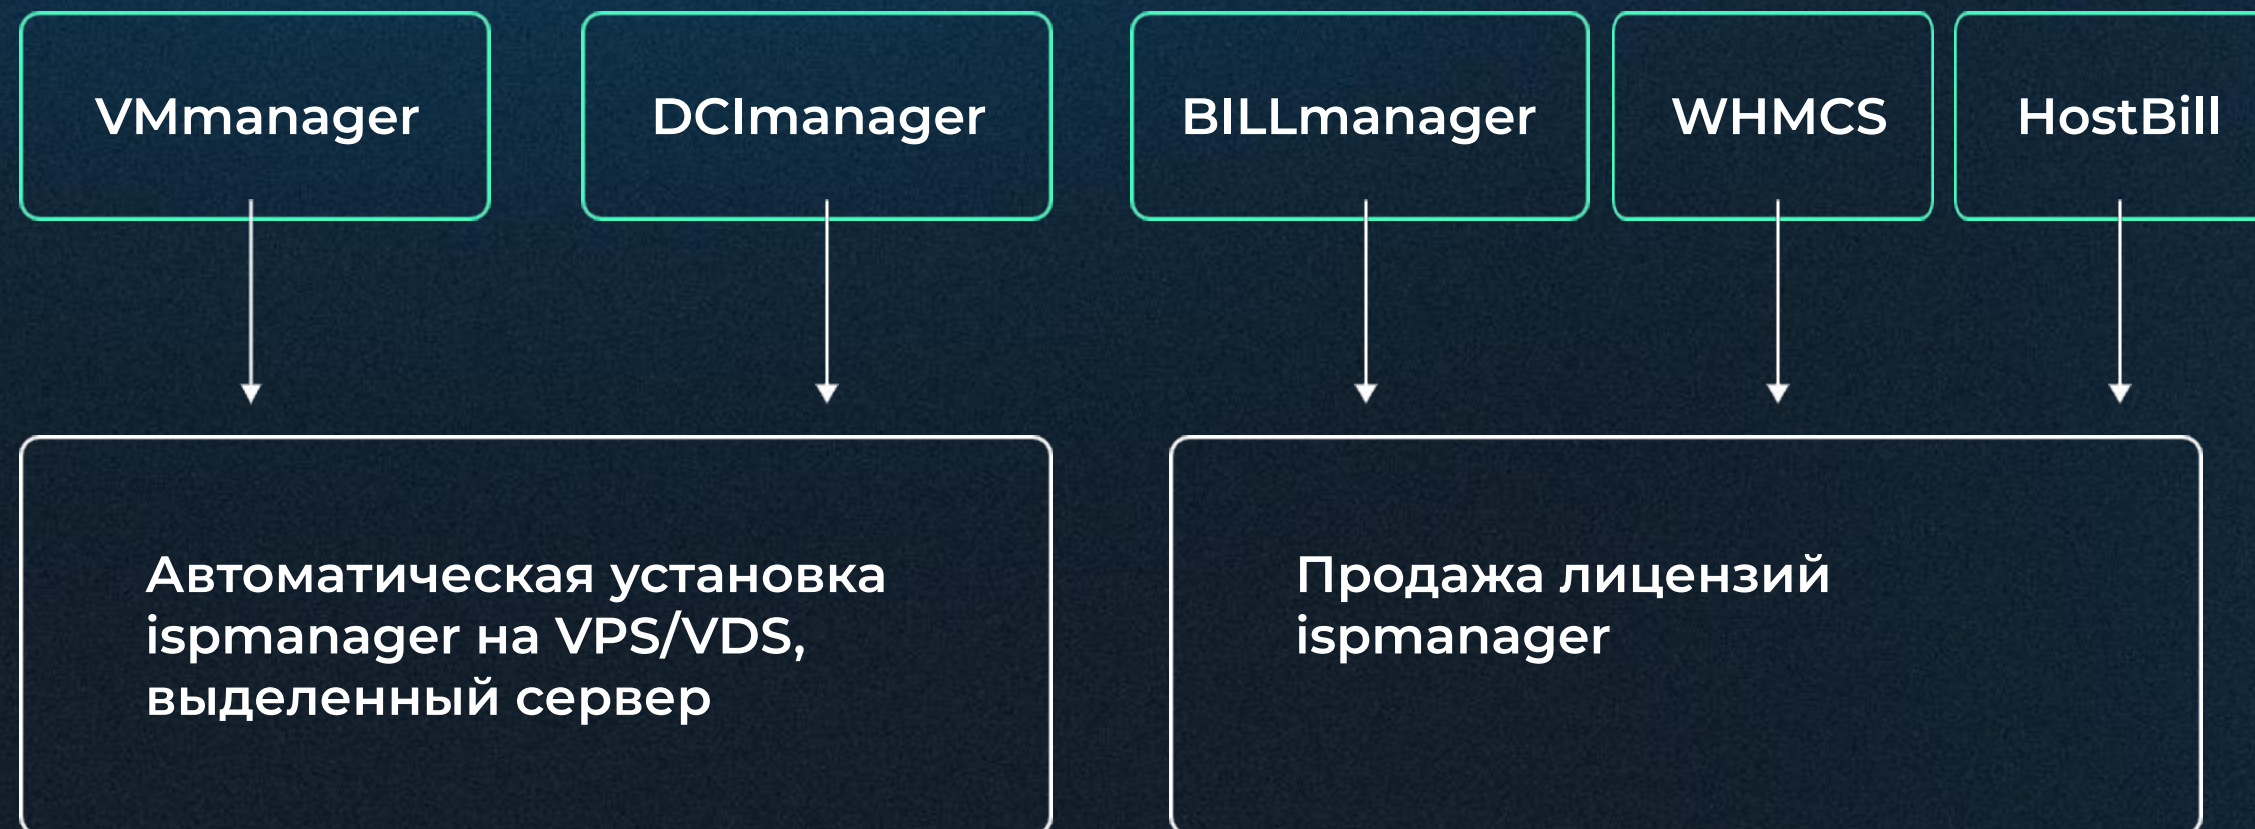 VMmanager
DCImanager
BILLmanager
WHMCS
HostBill
Автоматическая установка
ispmanager на VPS/VDS,
выделенный сервер
Продажа лицензий
ispmanager